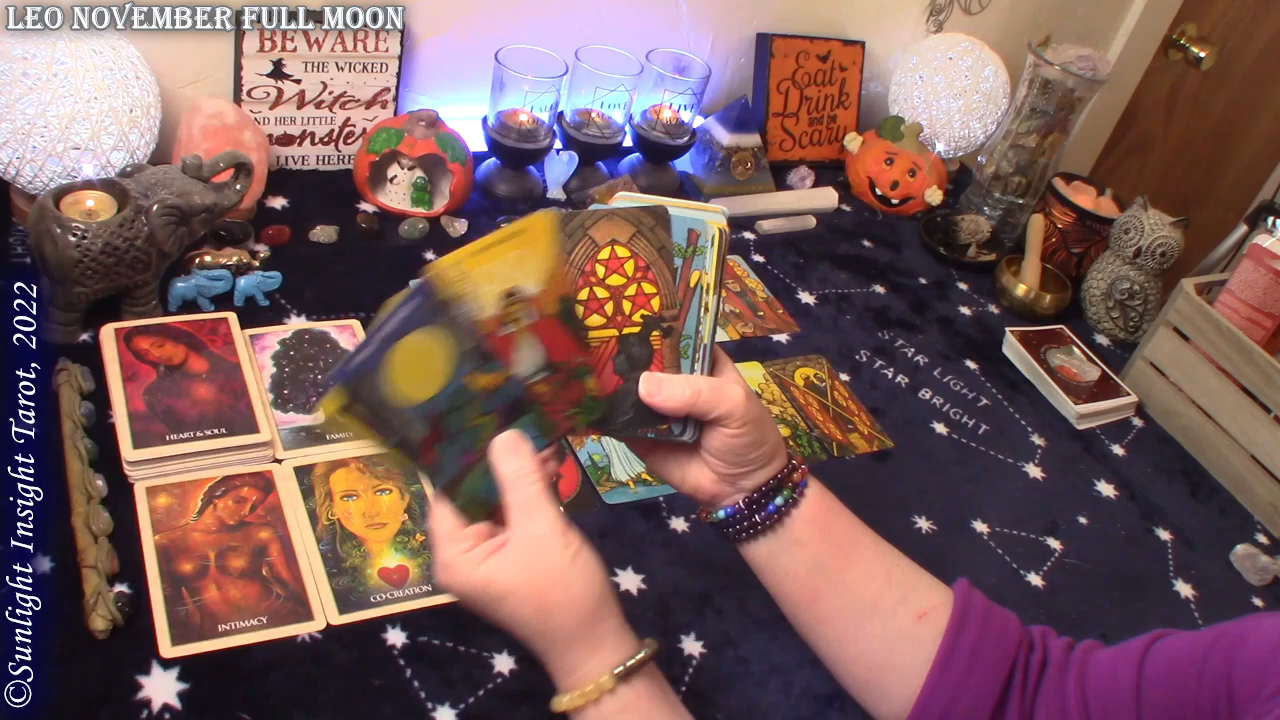 LEO NOVEMBER FULL MOON
BEWARE
THE WICKED
Witch
AND HER LITTLE
monster
LIVE HERE
Eat
Drink
and be
Scary
HEART & SOUL
FAMILY
INTIMACY
CO-CREATION
STAR LIGHT
STAR BRIGHT
©Sunlight Insight Tarot, 2022